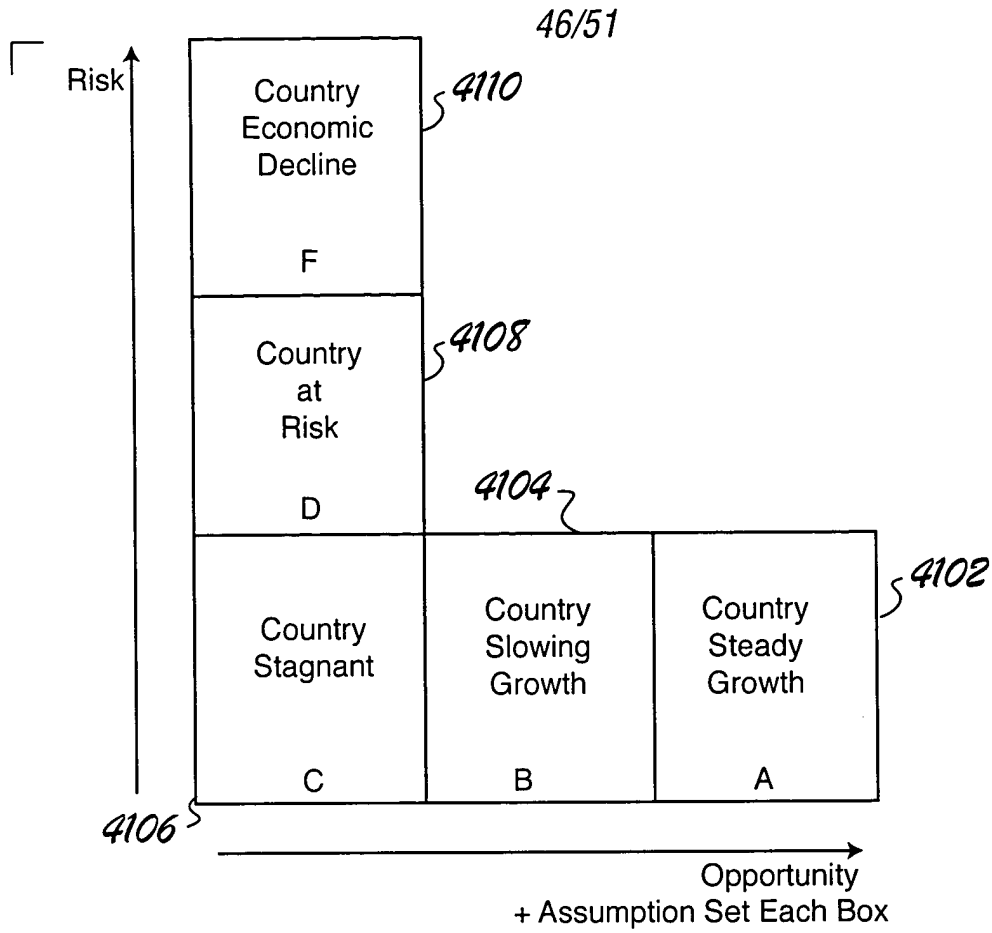 46/51
Risk
Country
Economic
Decline
F
4110
Country
at
Risk
D
4108
4104
Country
Stagnant
C
4106
Country
Slowing
Growth
B
Country
Steady
Growth
A
4102
Opportunity
+ Assumption Set Each Box